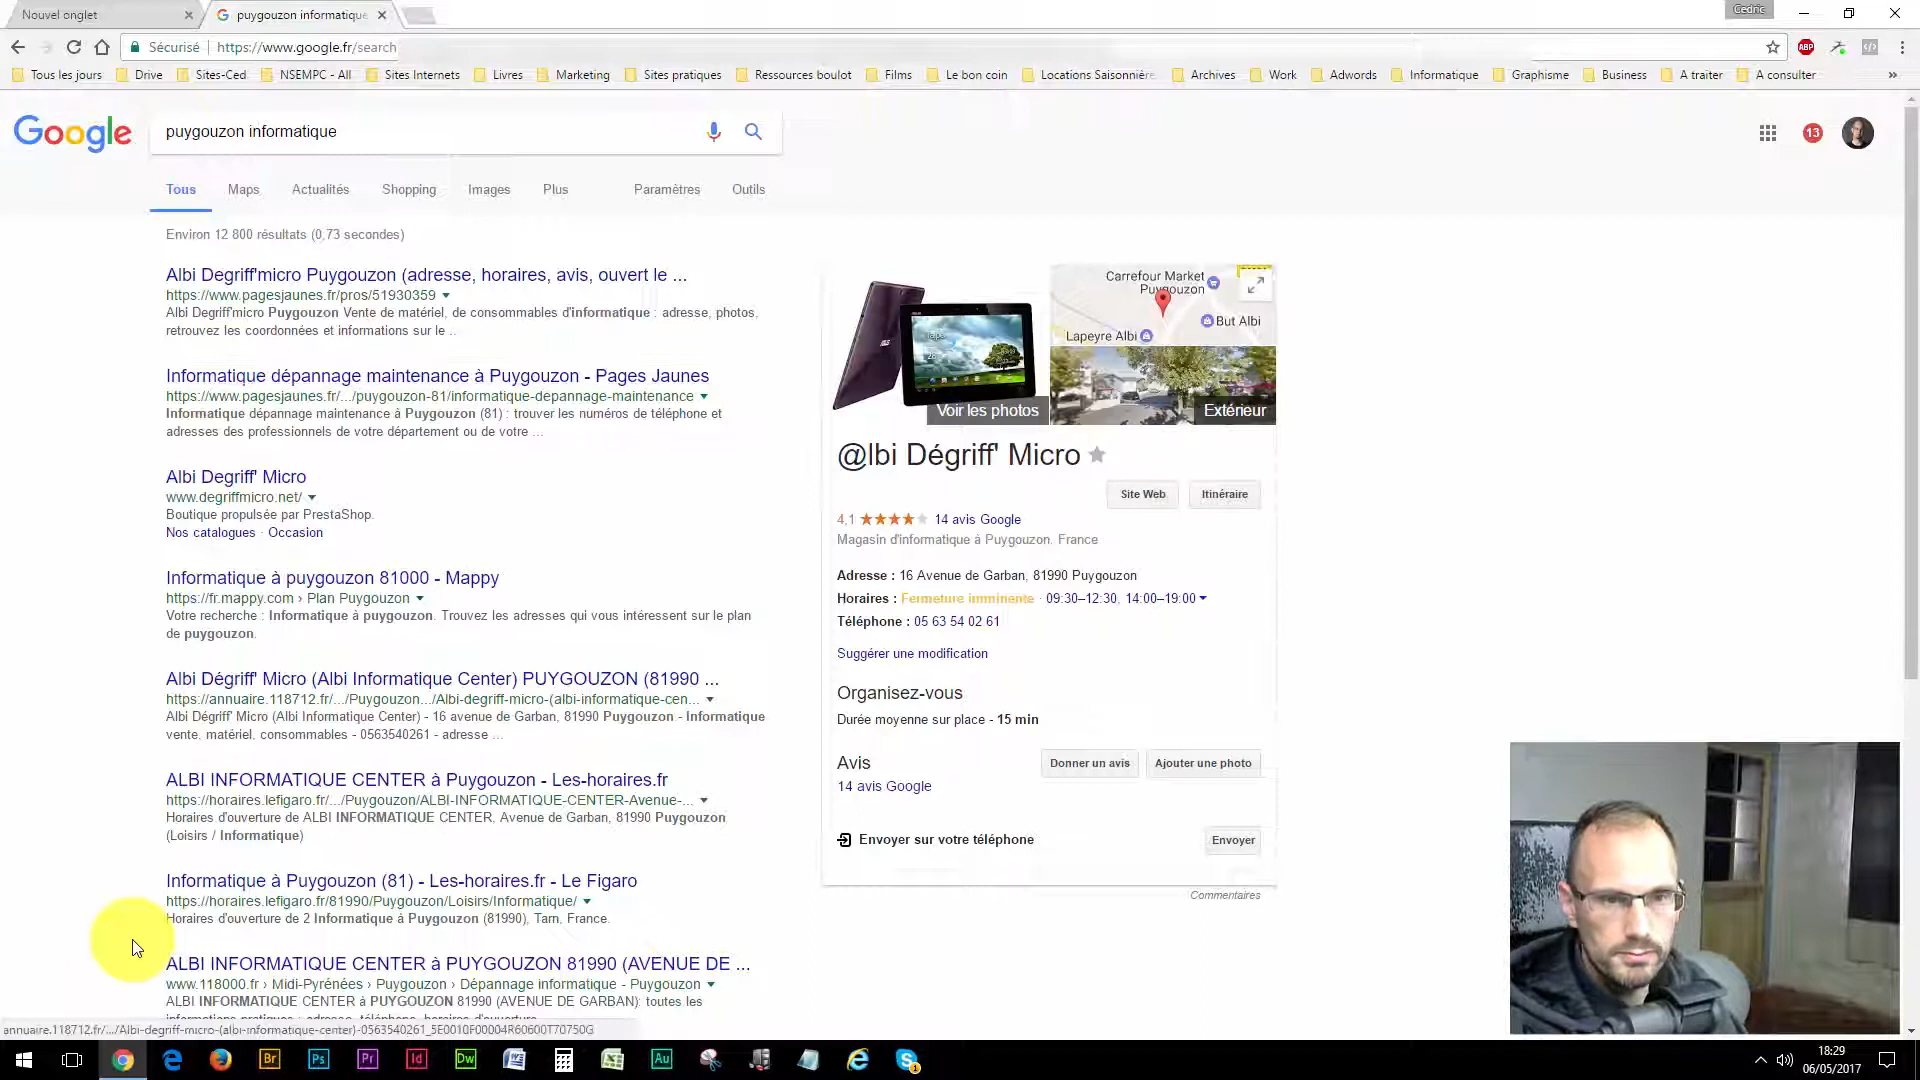 Nouvel onglet
puygouzon informatique
Cedric
Sécurisé
https://www.google.fr/search
Tous les jours
Drive
Sites-Ced
NSEMPC - All
Sites Internets
Livres
Marketing
Sites pratiques
Ressources boulot
Films
Le bon coin
Locations Saisonnière
Archives
Work
Adwords
Informatique
Graphisme
Business
A traiter
A consulter
»
Google
puygouzon informatique
13
Tous
Maps
Actualités
Shopping
Images
Plus
Paramètres
Outils
Environ 12 800 résultats (0,73 secondes)
Albi Degriff'micro Puygouzon (adresse, horaires, avis, ouvert le ...
https://www.pagesjaunes.fr/pros/51930359
Albi Degriff'micro Puygouzon Vente de matériel, de consommables d'informatique : adresse, photos,
retrouvez les coordonnées et informations sur le ..
Informatique dépannage maintenance à Puygouzon - Pages Jaunes
https://www.pagesjaunes.fr/.../puygouzon-81/informatique-depannage-maintenance
Informatique dépannage maintenance à Puygouzon (81) : trouver les numéros de téléphone et
adresses des professionnels de votre département ou de votre ...
Albi Degriff' Micro
www.degriffmicro.net/
Boutique propulsée par PrestaShop.
Nos catalogues · Occasion
Informatique à puygouzon 81000 - Mappy
https://fr.mappy.com › Plan Puygouzon
Votre recherche : Informatique à puygouzon. Trouvez les adresses qui vous intéressent sur le plan
de puygouzon.
Albi Dégriff' Micro (Albi Informatique Center) PUYGOUZON (81990 ...
https://annuaire.118712.fr/.../Puygouzon.../Albi-degriff-micro-(albi-informatique-cen...
Albi Dégriff' Micro (Albi Informatique Center) - 16 avenue de Garban, 81990 Puygouzon - Informatique
vente. matériel, consommables - 0563540261 - adresse ...
ALBI INFORMATIQUE CENTER à Puygouzon - Les-horaires.fr
https://horaires.lefigaro.fr/.../Puygouzon/ALBI-INFORMATIQUE-CENTER-Avenue-...
Horaires d'ouverture de ALBI INFORMATIQUE CENTER, Avenue de Garban, 81990 Puygouzon
(Loisirs / Informatique)
Informatique à Puygouzon (81) - Les-horaires.fr - Le Figaro
https://horaires.lefigaro.fr/81990/Puygouzon/Loisirs/Informatique/
Horaires d'ouverture de 2 Informatique à Puygouzon (81990), Tarn, France.
ALBI INFORMATIQUE CENTER à PUYGOUZON 81990 (AVENUE DE ...
www.118000.fr › Midi-Pyrénées › Puygouzon › Dépannage informatique - Puygouzon
ALBI INFORMATIQUE CENTER à PUYGOUZON 81990 (AVENUE DE GARBAN): toutes les
informations pratiques : adresse, téléphone, horaires d'ouverture
annuaire.118712.fr/.../Albi-degriff-micro-(albi-informatique-center)-0563540261_5E0010F00004R60600T70750G
Voir les photos
Carrefour Market
Puygouzon
Lapeyre Albi
But Albi
Extérieur
@lbi Dégriff' Micro
Site Web
Itinéraire
4,1
14 avis Google
Magasin d'informatique à Puygouzon. France
Adresse : 16 Avenue de Garban, 81990 Puygouzon
Horaires : Fermeture imminente · 09:30–12:30, 14:00–19:00
Téléphone : 05 63 54 02 61
Suggérer une modification
Organisez-vous
Durée moyenne sur place - 15 min
Avis
Donner un avis
Ajouter une photo
14 avis Google
Envoyer sur votre téléphone
Envoyer
Commentaires
18:29
06/05/2017